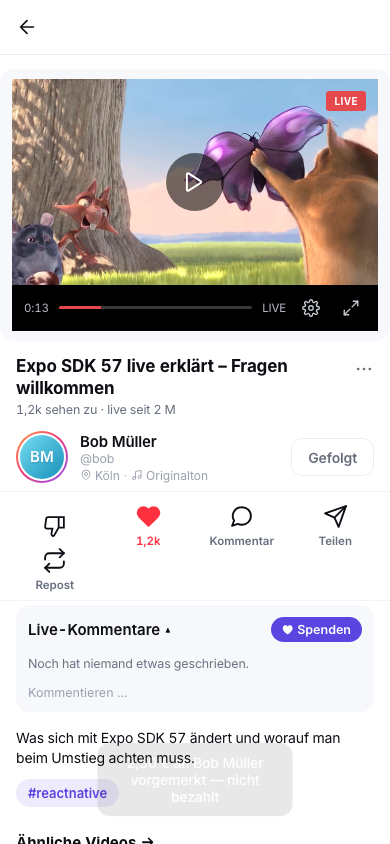 LIVE
0:13
LIVE
Expo SDK 57 live erklärt – Fragen
willkommen
1,2k sehen zu · live seit 2 M
BM
Bob Müller
@bob
Köln · Originalton
Gefolgt
1,2k
Kommentar
Teilen
Repost
Live-Kommentare
Spenden
Noch hat niemand etwas geschrieben.
Kommentieren ...
Was sich mit Expo SDK 57 ändert und worauf man
beim Umstieg achten muss.
Bob Müller
vorgemerkt — nicht
bezahlt
#reactnative
Ähnliche Videos →